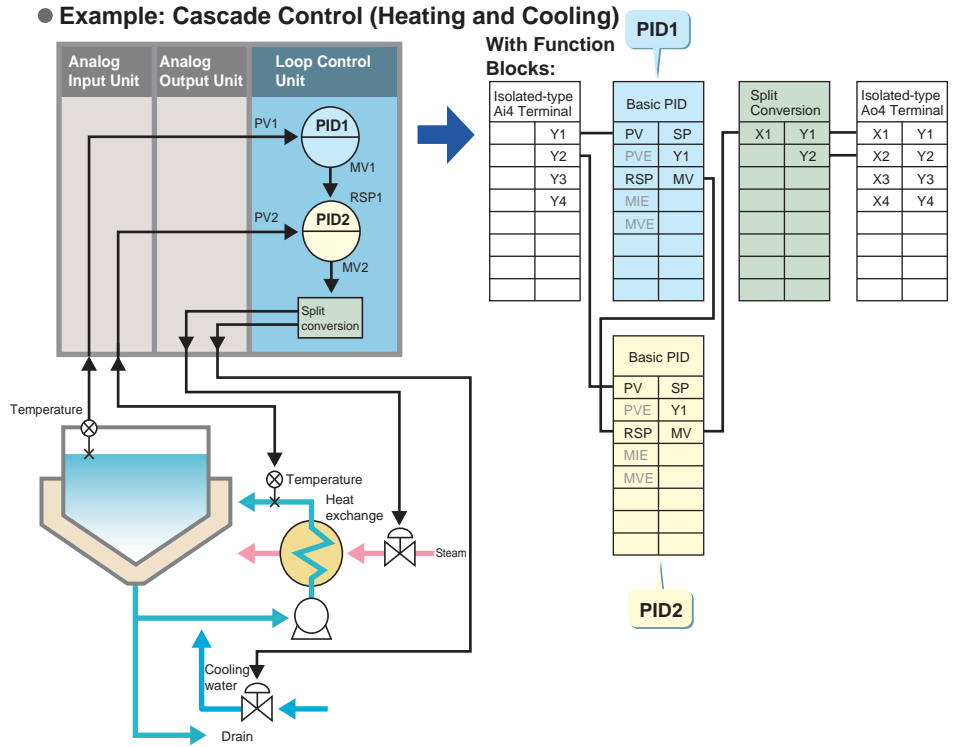 ● Example: Cascade Control (Heating and Cooling)
Analog
Input Unit
Analog
Output Unit
Loop Control
Unit
PV1
PID1
MV1
RSP1
PV2
PID2
MV2
Split
conversion
Temperature
Temperature
Heat
exchange
Steam
Cooling
water
Drain
With Function
Blocks:
PID1
Isolated-type
Ai4 Terminal
Y1
Y2
Y3
Y4
Basic PID
PV SP
PVE Y1
RSP MV
MIE
MVE
Split
Conversion
X1 Y1
Y2
Isolated-type
Ao4 Terminal
X1 Y1
X2 Y2
X3 Y3
X4 Y4
Basic PID
PV SP
PVE Y1
RSP MV
MIE
MVE
PID2